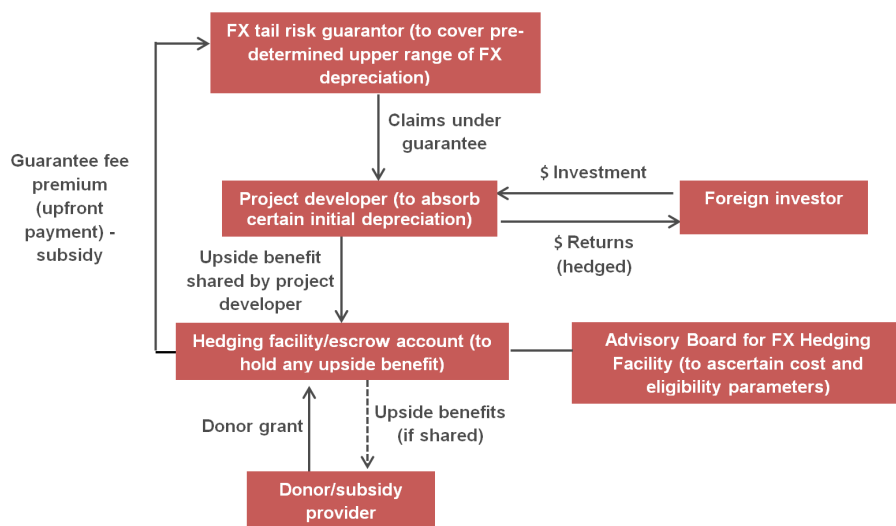 FX tail risk guarantor (to cover pre-
determined upper range of FX
depreciation)
Claims under
guarantee
Guarantee fee
premium
(upfront
payment) -
subsidy
$ Investment
Project developer (to absorb
certain initial depreciation)
Foreign investor
$ Returns
(hedged)
Upside benefit
shared by project
developer
Hedging facility/escrow account (to
hold any upside benefit)
Advisory Board for FX Hedging
Facility (to ascertain cost and
eligibility parameters)
Donor grant
Upside benefits
(if shared)
Donor/subsidy
provider